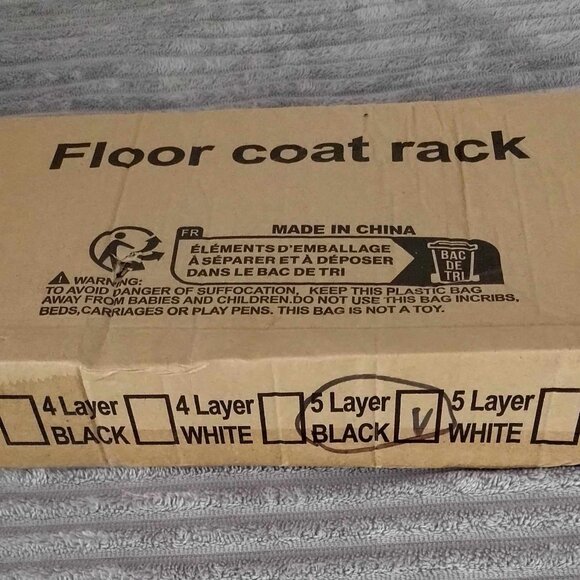 Floor coat rack
FR
MADE IN CHINA
ÉLÉMENTS D'EMBALLAGE
À SÉPARER ET À DÉPOSER
DANS LE BAC DE TRI
BAC
DE
TRI
WARNING:
TO AVOID DANGER OF SUFFOCATION, KEEP THIS PLASTIC BAG
AWAY FROM BABIES AND CHILDREN.DO NOT USE THIS BAG INCRIBS,
BEDS,CARRIAGES OR PLAY PENS. THIS BAG IS NOT A TOY.
4 Layer
BLACK
4 Layer
WHITE
5 Layer
BLACK
V
5 Layer
WHITE